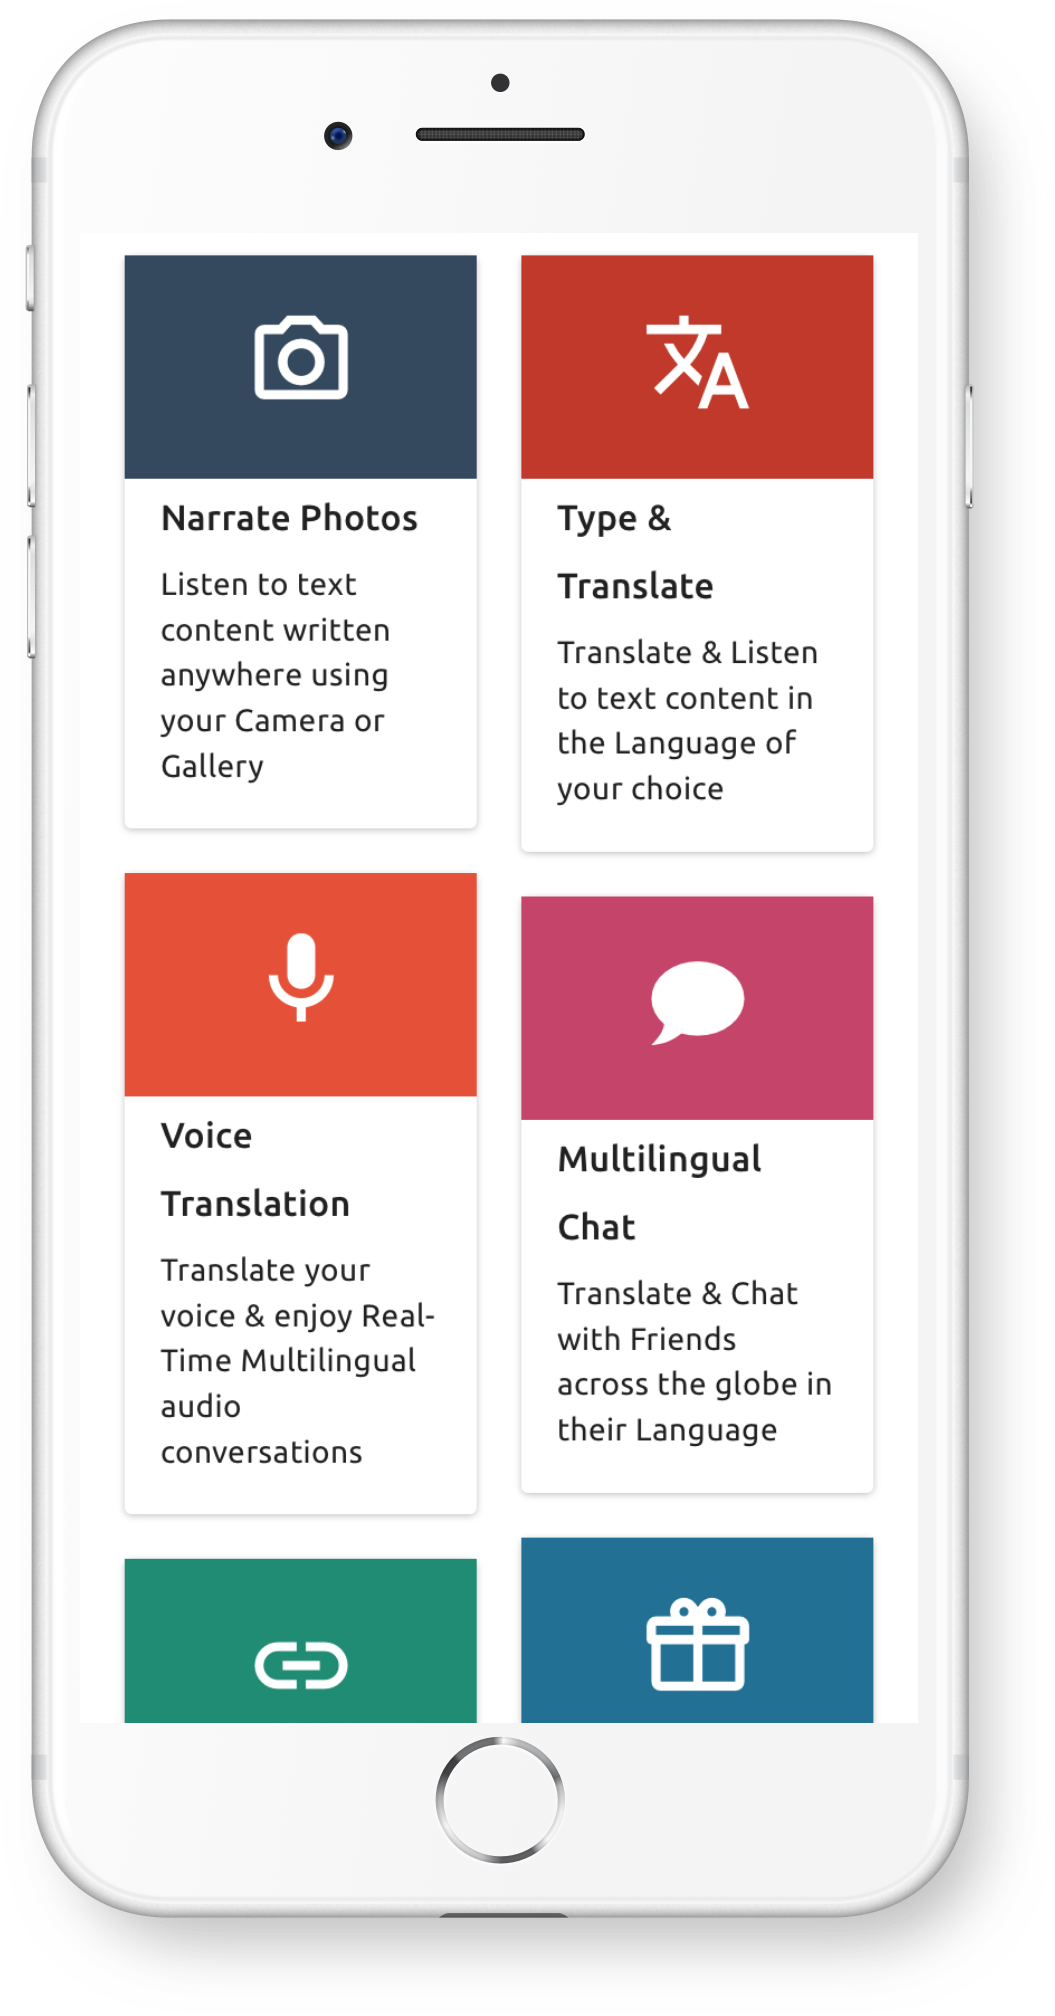 Narrate Photos
Listen to text
content written
anywhere using
your Camera or
Gallery
Type &
Translate
Translate & Listen
to text content in
the Language of
your choice
Voice
Translation
Translate your
voice & enjoy Real-
Time Multilingual
audio
conversations
Multilingual
Chat
Translate & Chat
with Friends
across the globe in
their Language